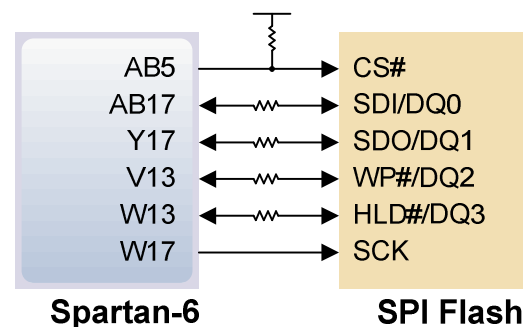 AB5 CS#
AB17 SDI/DQ0
Y17 SDO/DQ1
V13 WP#/DQ2
W13 HLD#/DQ3
W17 SCK
Spartan-6 SPI Flash